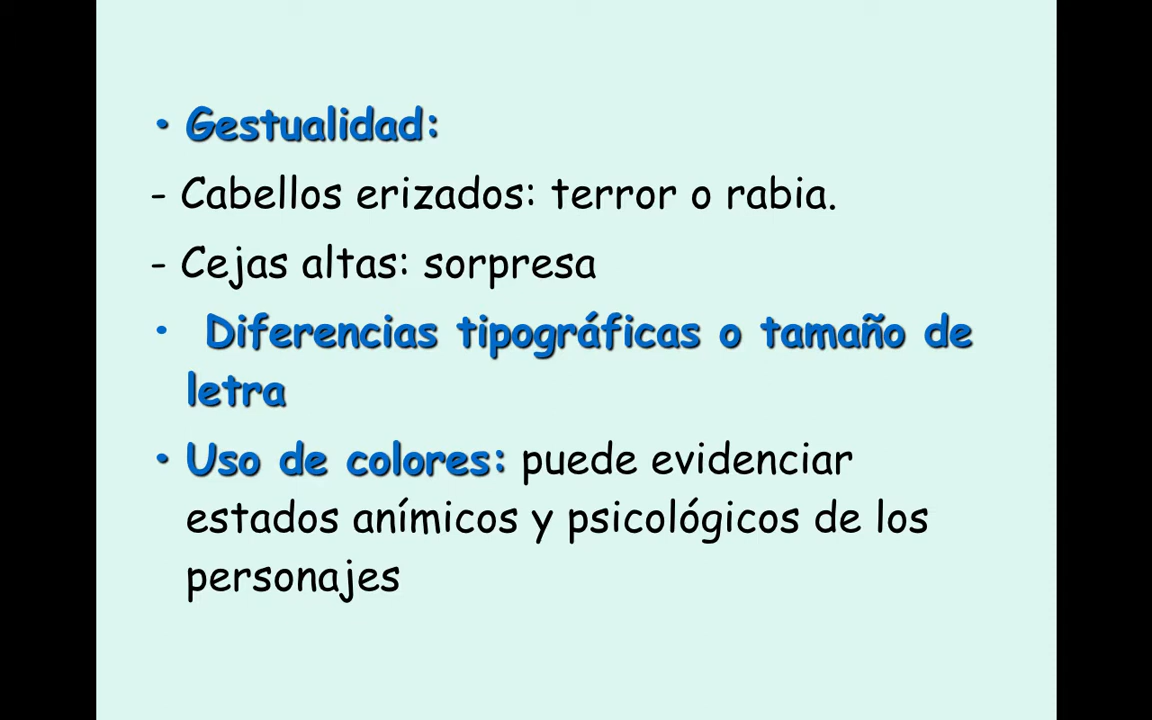 • Gestualidad:
- Cabellos erizados: terror o rabia.
- Cejas altas: sorpresa
• Diferencias tipográficas o tamaño de
letra
• Uso de colores: puede evidenciar
estados anímicos y psicológicos de los
personajes